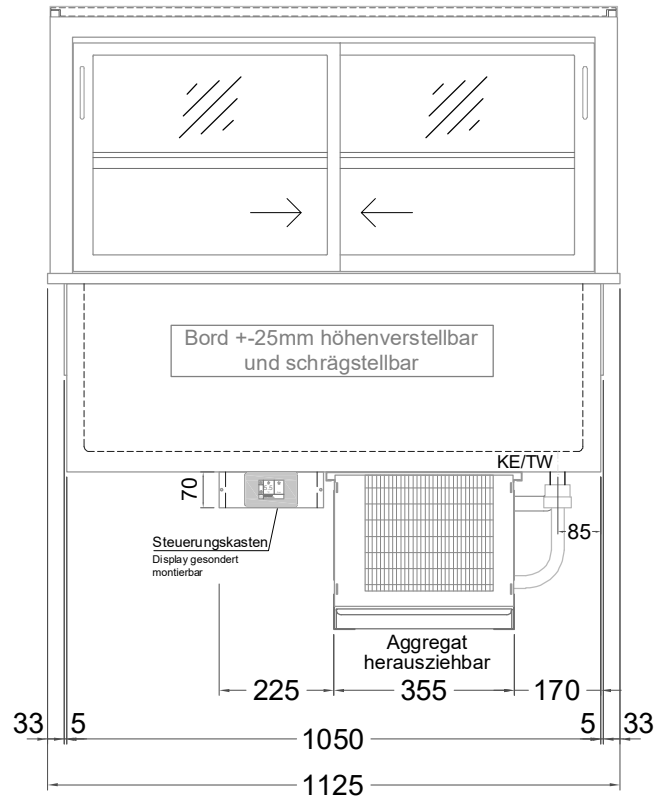 Bord +-25mm höhenverstellbar
und schrägstellbar
KE/TW
70
85
Steuerungskasten
Display gesondert
montierbar
Aggregat
herausziehbar
225 355 170
33 5 1050 5 33
1125